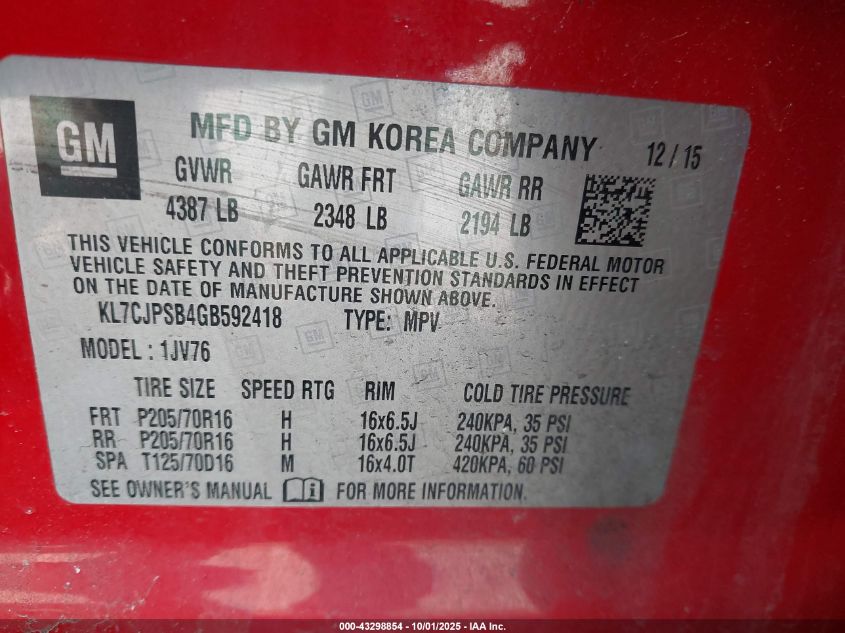 GM
MFD BY GM KOREA COMPANY 12 / 15
GVWR GAWR FRT GAWR RR
4387 LB 2348 LB 2194 LB
THIS VEHICLE CONFORMS TO ALL APPLICABLE U.S. FEDERAL MOTOR
VEHICLE SAFETY AND THEFT PREVENTION STANDARDS IN EFFECT
ON THE DATE OF MANUFACTURE SHOWN ABOVE.
KL7CJPSB4GB592418 TYPE: MPV
MODEL : 1JV76
TIRE SIZE SPEED RTG RIM COLD TIRE PRESSURE
FRT P205/70R16 H 16x6.5J 240KPA, 35 PSI
RR P205/70R16 H 16x6.5J 240KPA, 35 PSI
SPA T125/70D16 M 16x4.0T 420KPA, 60 PSI
SEE OWNER'S MANUAL i FOR MORE INFORMATION.
000-43298854 - 10/01/2025 - IAA Inc.